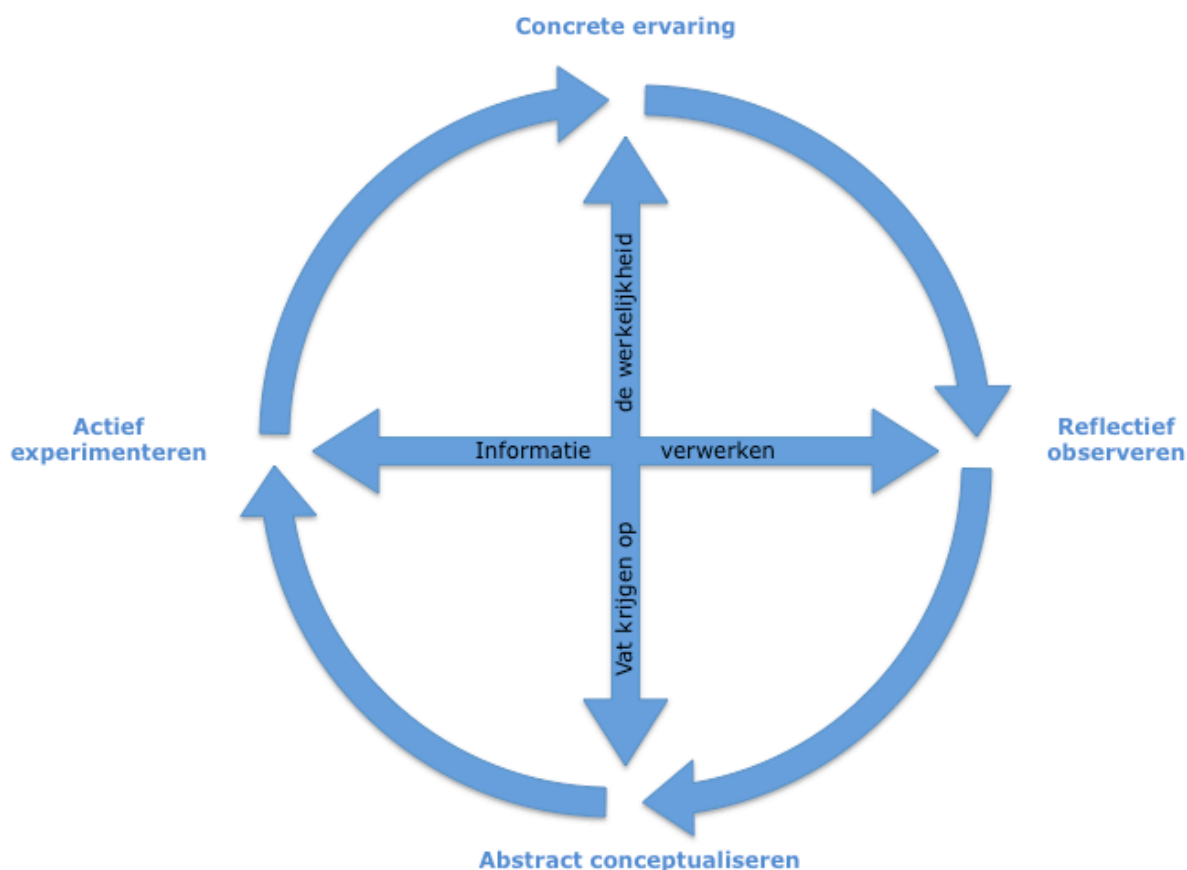 Concrete ervaring
de werkelijkheid
Actief
experimenteren
Informatie verwerken
Reflectief
observeren
Vat krijgen op
Abstract conceptualiseren